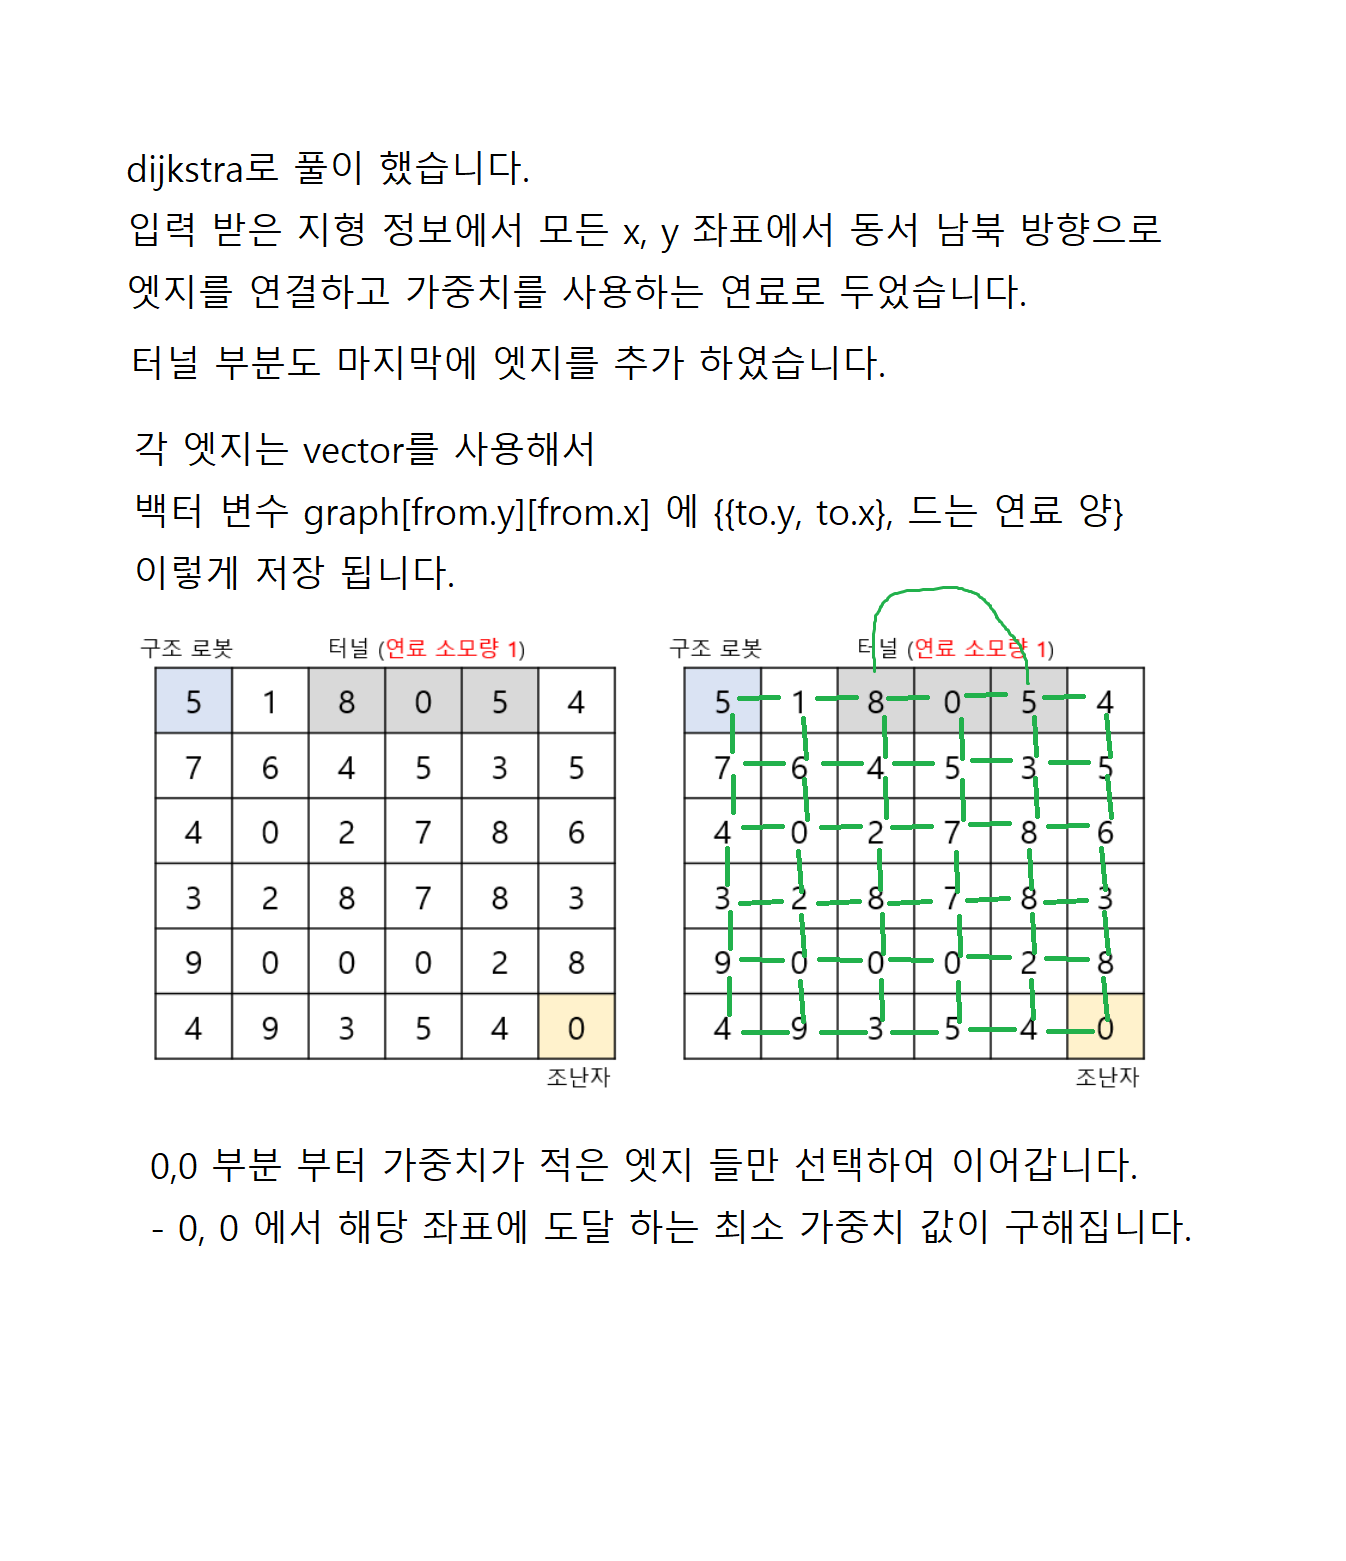 dijkstra로 풀이 했습니다.
입력 받은 지형 정보에서 모든 x, y 좌표에서 동서 남북 방향으로
엣지를 연결하고 가중치를 사용하는 연료로 두었습니다.
터널 부분도 마지막에 엣지를 추가 하였습니다.
각 엣지는 vector를 사용해서
백터 변수 graph[from.y][from.x] 에 {{to.y, to.x}, 드는 연료 양}
이렇게 저장 됩니다.
구조 로봇 터널 (연료 소모량 1)
5 1 8 0 5 4
7 6 4 5 3 5
4 0 2 7 8 6
3 2 8 7 8 3
9 0 0 0 2 8
4 9 3 5 4 0
조난자
구조 로봇 터널 (연료 소모량 1)
5 1 8 0 5 4
7 6 4 5 3 5
4 0 2 7 8 6
3 2 8 7 8 3
9 0 0 0 2 8
4 9 3 5 4 0
조난자
0,0 부분 부터 가중치가 적은 엣지 들만 선택하여 이어갑니다.
- 0, 0 에서 해당 좌표에 도달 하는 최소 가중치 값이 구해집니다.